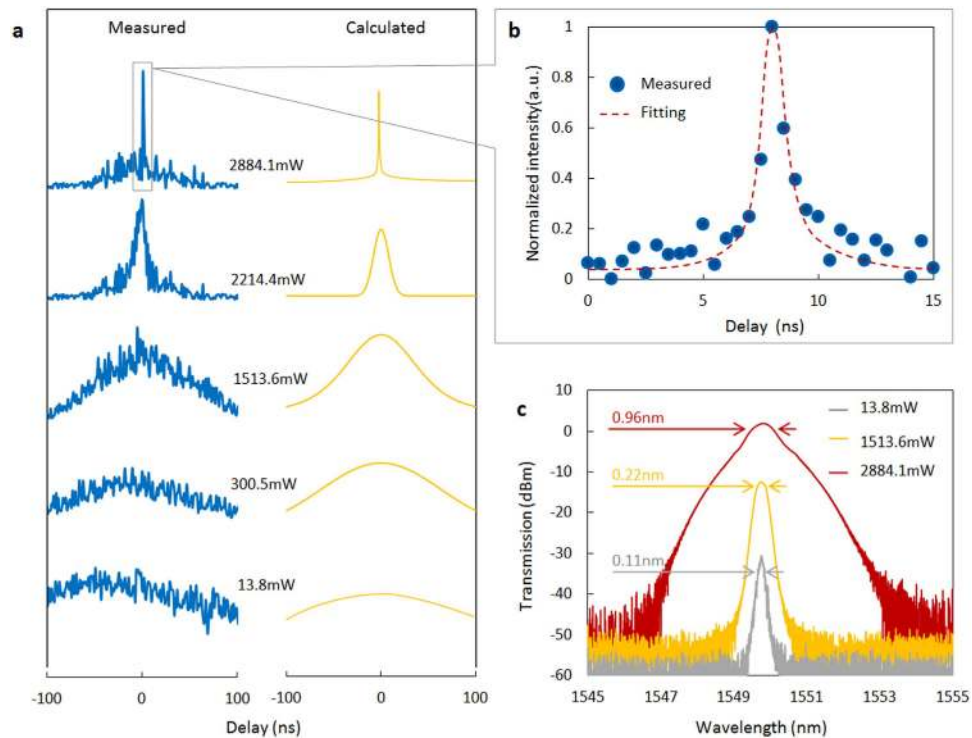 a
Measured
Calculated
2884.1mW
2214.4mW
1513.6mW
300.5mW
13.8mW
-100
0
100
-100
0
100
Delay (ns)
b
Normalized intensity(a.u.)
1
0.8
0.6
0.4
0.2
0
Measured
Fitting
0
5
10
15
Delay (ns)
c
Transmission (dBm)
10
0
-10
-20
-30
-40
-50
-60
0.96nm
0.22nm
0.11nm
13.8mW
1513.6mW
2884.1mW
1545
1547
1549
1551
1553
1555
Wavelength (nm)